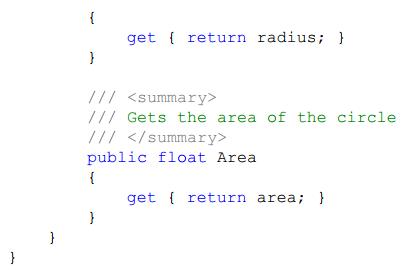 {
            get { return radius; }
        }

        /// <summary>
        /// Gets the area of the circle
        /// </summary>
        public float Area
        {
            get { return area; }
        }
    }
}